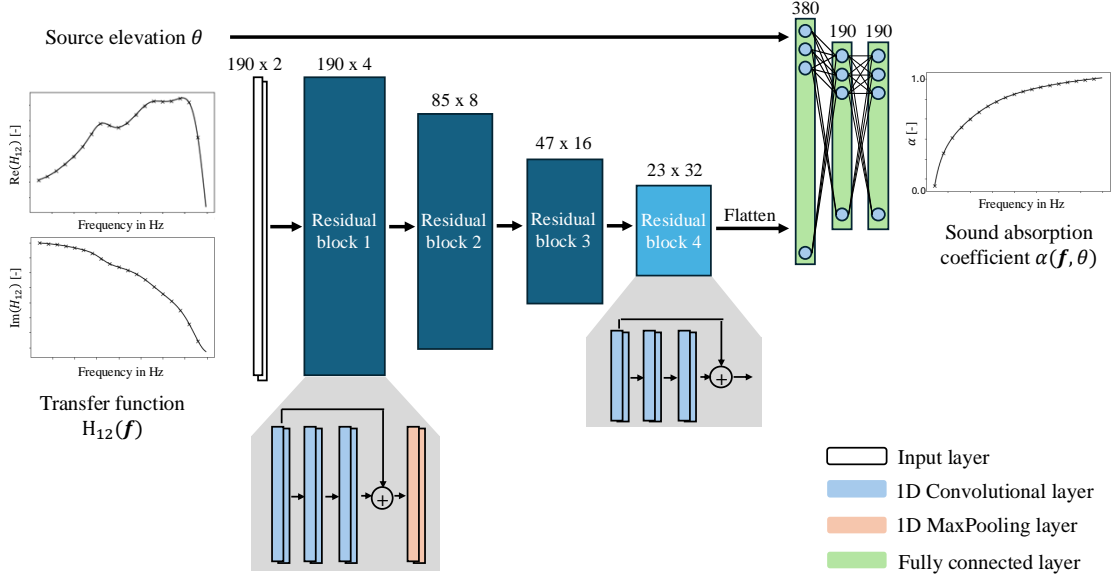 Source elevation θ
380
190 190
190 x 2
190 x 4
85 x 8
47 x 16
23 x 32
Re(H₁₂) [-]
Frequency in Hz
Im(H₁₂) [-]
Frequency in Hz
Transfer function
H₁₂(𝒇)
Residual
block 1
Residual
block 2
Residual
block 3
Residual
block 4
Flatten
1.0
α [-]
0.0
Frequency in Hz
Sound absorption
coefficient α(𝒇, θ)
+
+
Input layer
1D Convolutional layer
1D MaxPooling layer
Fully connected layer